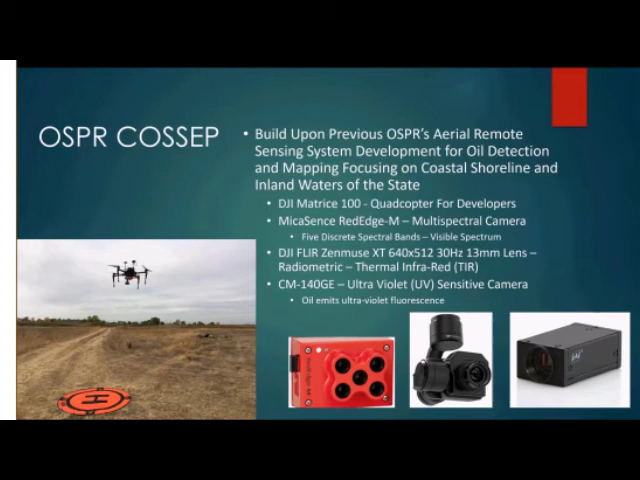 OSPR COSSEP
• Build Upon Previous OSPR's Aerial Remote
Sensing System Development for Oil Detection
and Mapping Focusing on Coastal Shoreline and
Inland Waters of the State
• DJI Matrice 100 - Quadcopter For Developers
• MicaSence RedEdge-M – Multispectral Camera
• Five Discrete Spectral Bands – Visible Spectrum
• DJI FLIR Zenmuse XT 640x512 30Hz 13mm Lens –
Radiometric – Thermal Infra-Red (TIR)
• CM-140GE – Ultra Violet (UV) Sensitive Camera
• Oil emits ultra-violet fluorescence
H
RedEdge-M
JAI